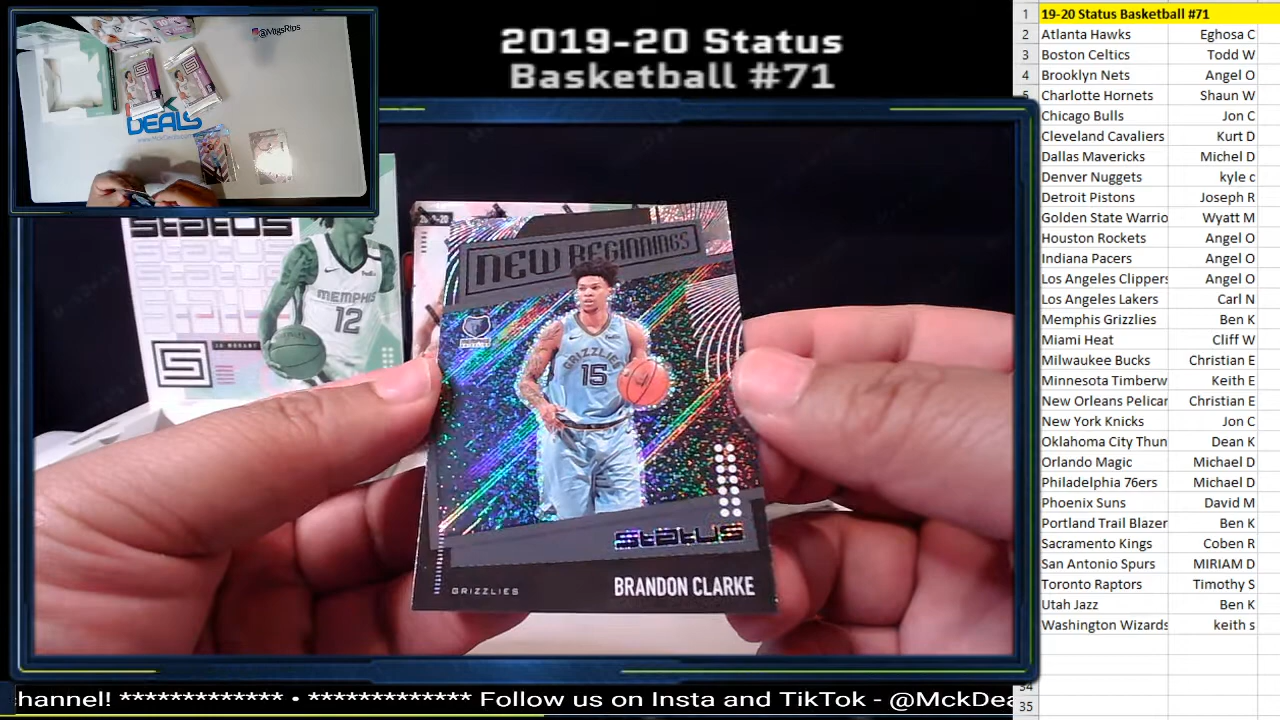 @MigsRips
DEALS
2019-20 Status
Basketball #71
STATUS
MEMPHIS
12
S
NEW BEGINNINGS
GRIZZLIES
15
STATUS
GRIZZLIES
BRANDON CLARKE
hannel! ************* • ************* Follow us on Insta and TikTok - @MckDea
1 19-20 Status Basketball #71
2 Atlanta Hawks Eghosa C
3 Boston Celtics Todd W
4 Brooklyn Nets Angel O
5 Charlotte Hornets Shaun W
6 Chicago Bulls Jon C
7 Cleveland Cavaliers Kurt D
8 Dallas Mavericks Michel D
9 Denver Nuggets kyle c
Detroit Pistons Joseph R
Golden State Warrio Wyatt M
Houston Rockets Angel O
Indiana Pacers Angel O
Los Angeles Clippers Angel O
Los Angeles Lakers Carl N
Memphis Grizzlies Ben K
Miami Heat Cliff W
Milwaukee Bucks Christian E
Minnesota Timberw Keith E
New Orleans Pelican Christian E
New York Knicks Jon C
Oklahoma City Thun Dean K
Orlando Magic Michael D
Philadelphia 76ers Michael D
Phoenix Suns David M
Portland Trail Blazer Ben K
Sacramento Kings Coben R
San Antonio Spurs MIRIAM D
Toronto Raptors Timothy S
Utah Jazz Ben K
Washington Wizards keith s
34
35